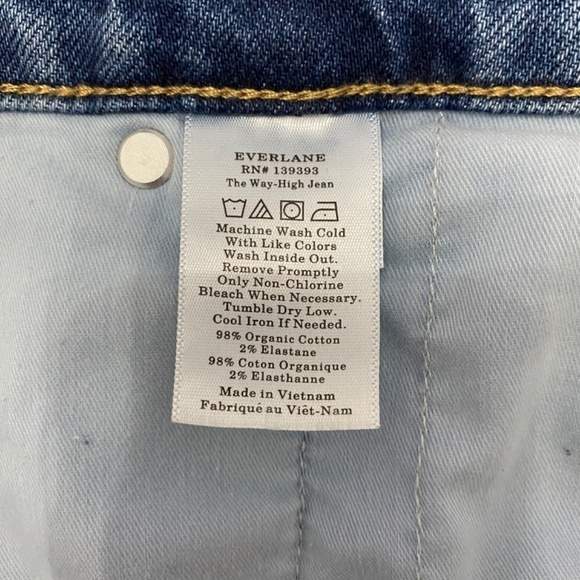 EVERLANE
RN# 139393
The Way-High Jean
Machine Wash Cold
With Like Colors
Wash Inside Out.
Remove Promptly
Only Non-Chlorine
Bleach When Necessary.
Tumble Dry Low.
Cool Iron If Needed.
98% Organic Cotton
2% Elastane
98% Coton Organique
2% Elasthanne
Made in Vietnam
Fabriqué au Viêt-Nam